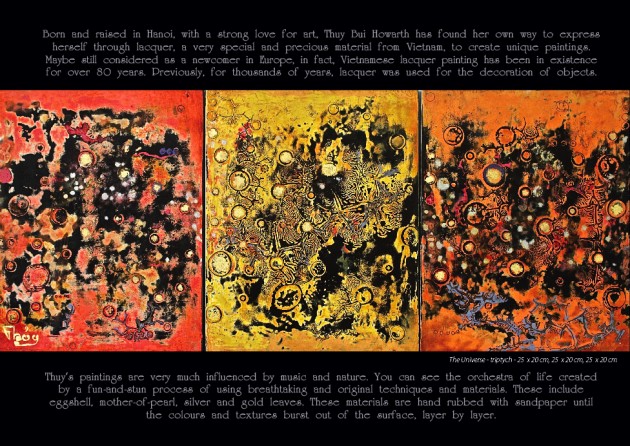 Born and raised in Hanoi, with a strong love for art, Thuy Bui Howarth has found her own way to express
herself through lacquer, a very special and precious material from Vietnam, to create unique paintings.
Maybe still considered as a newcomer in Europe, in fact, Vietnamese lacquer painting has been in existence
for over 80 years. Previously, for thousands of years, lacquer was used for the decoration of objects.
The Universe - triptych - 25 x 20 cm, 25 x 20 cm, 25 x 20 cm
Thuy's paintings are very much influenced by music and nature. You can see the orchestra of life created
by a fun-and-stun process of using breathtaking and original techniques and materials. These include
eggshell, mother-of-pearl, silver and gold leaves. These materials are hand rubbed with sandpaper until
the colours and textures burst out of the surface, layer by layer.